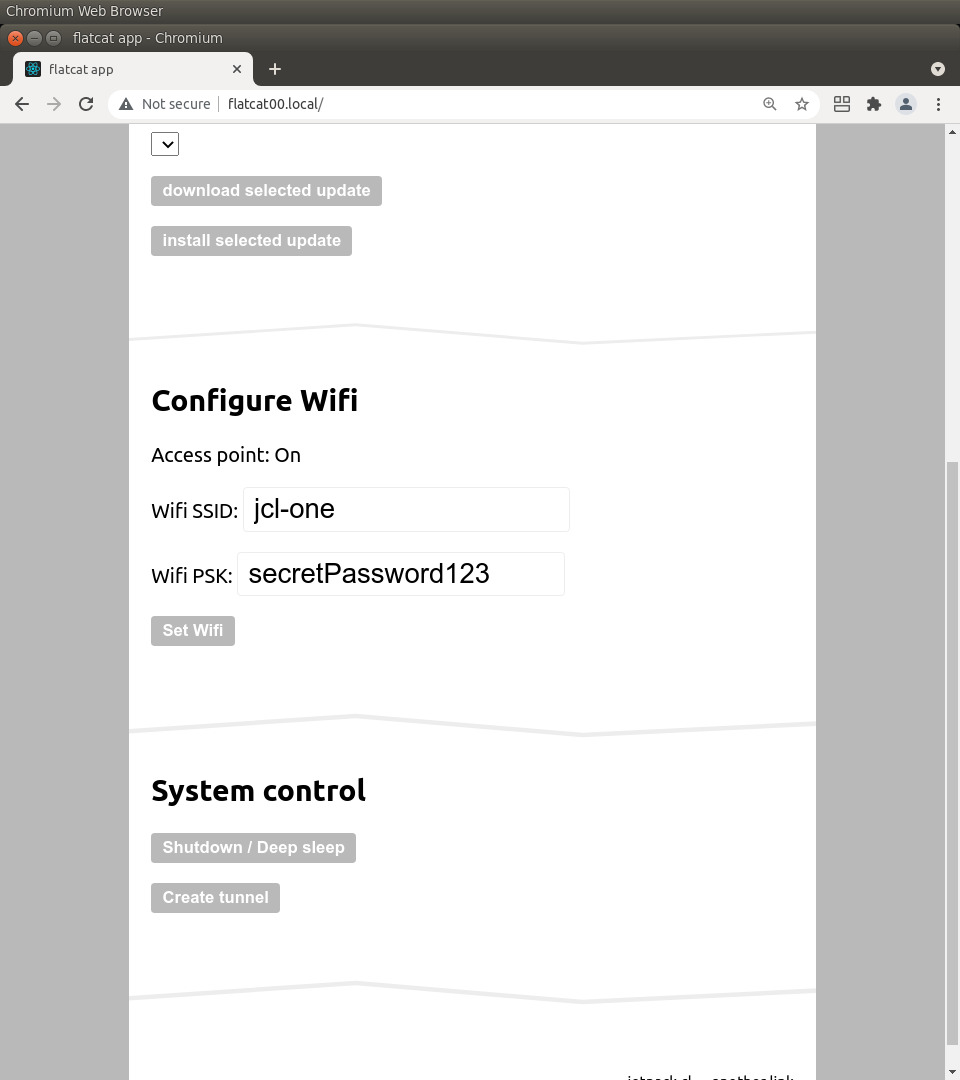 Chromium Web Browser
flatcat app - Chromium
flatcat app
Not secure flatcat00.local/
download selected update
install selected update
Configure Wifi
Access point: On
Wifi SSID: jcl-one
Wifi PSK: secretPassword123
Set Wifi
System control
Shutdown / Deep sleep
Create tunnel